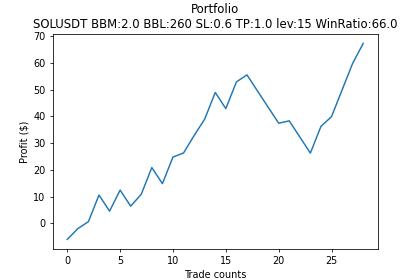 Portfolio
SOLUSDT BBM:2.0 BBL:260 SL:0.6 TP:1.0 lev:15 WinRatio:66.0
70
60
50
40
30
20
10
0
Profit ($)
0 5 10 15 20 25
Trade counts